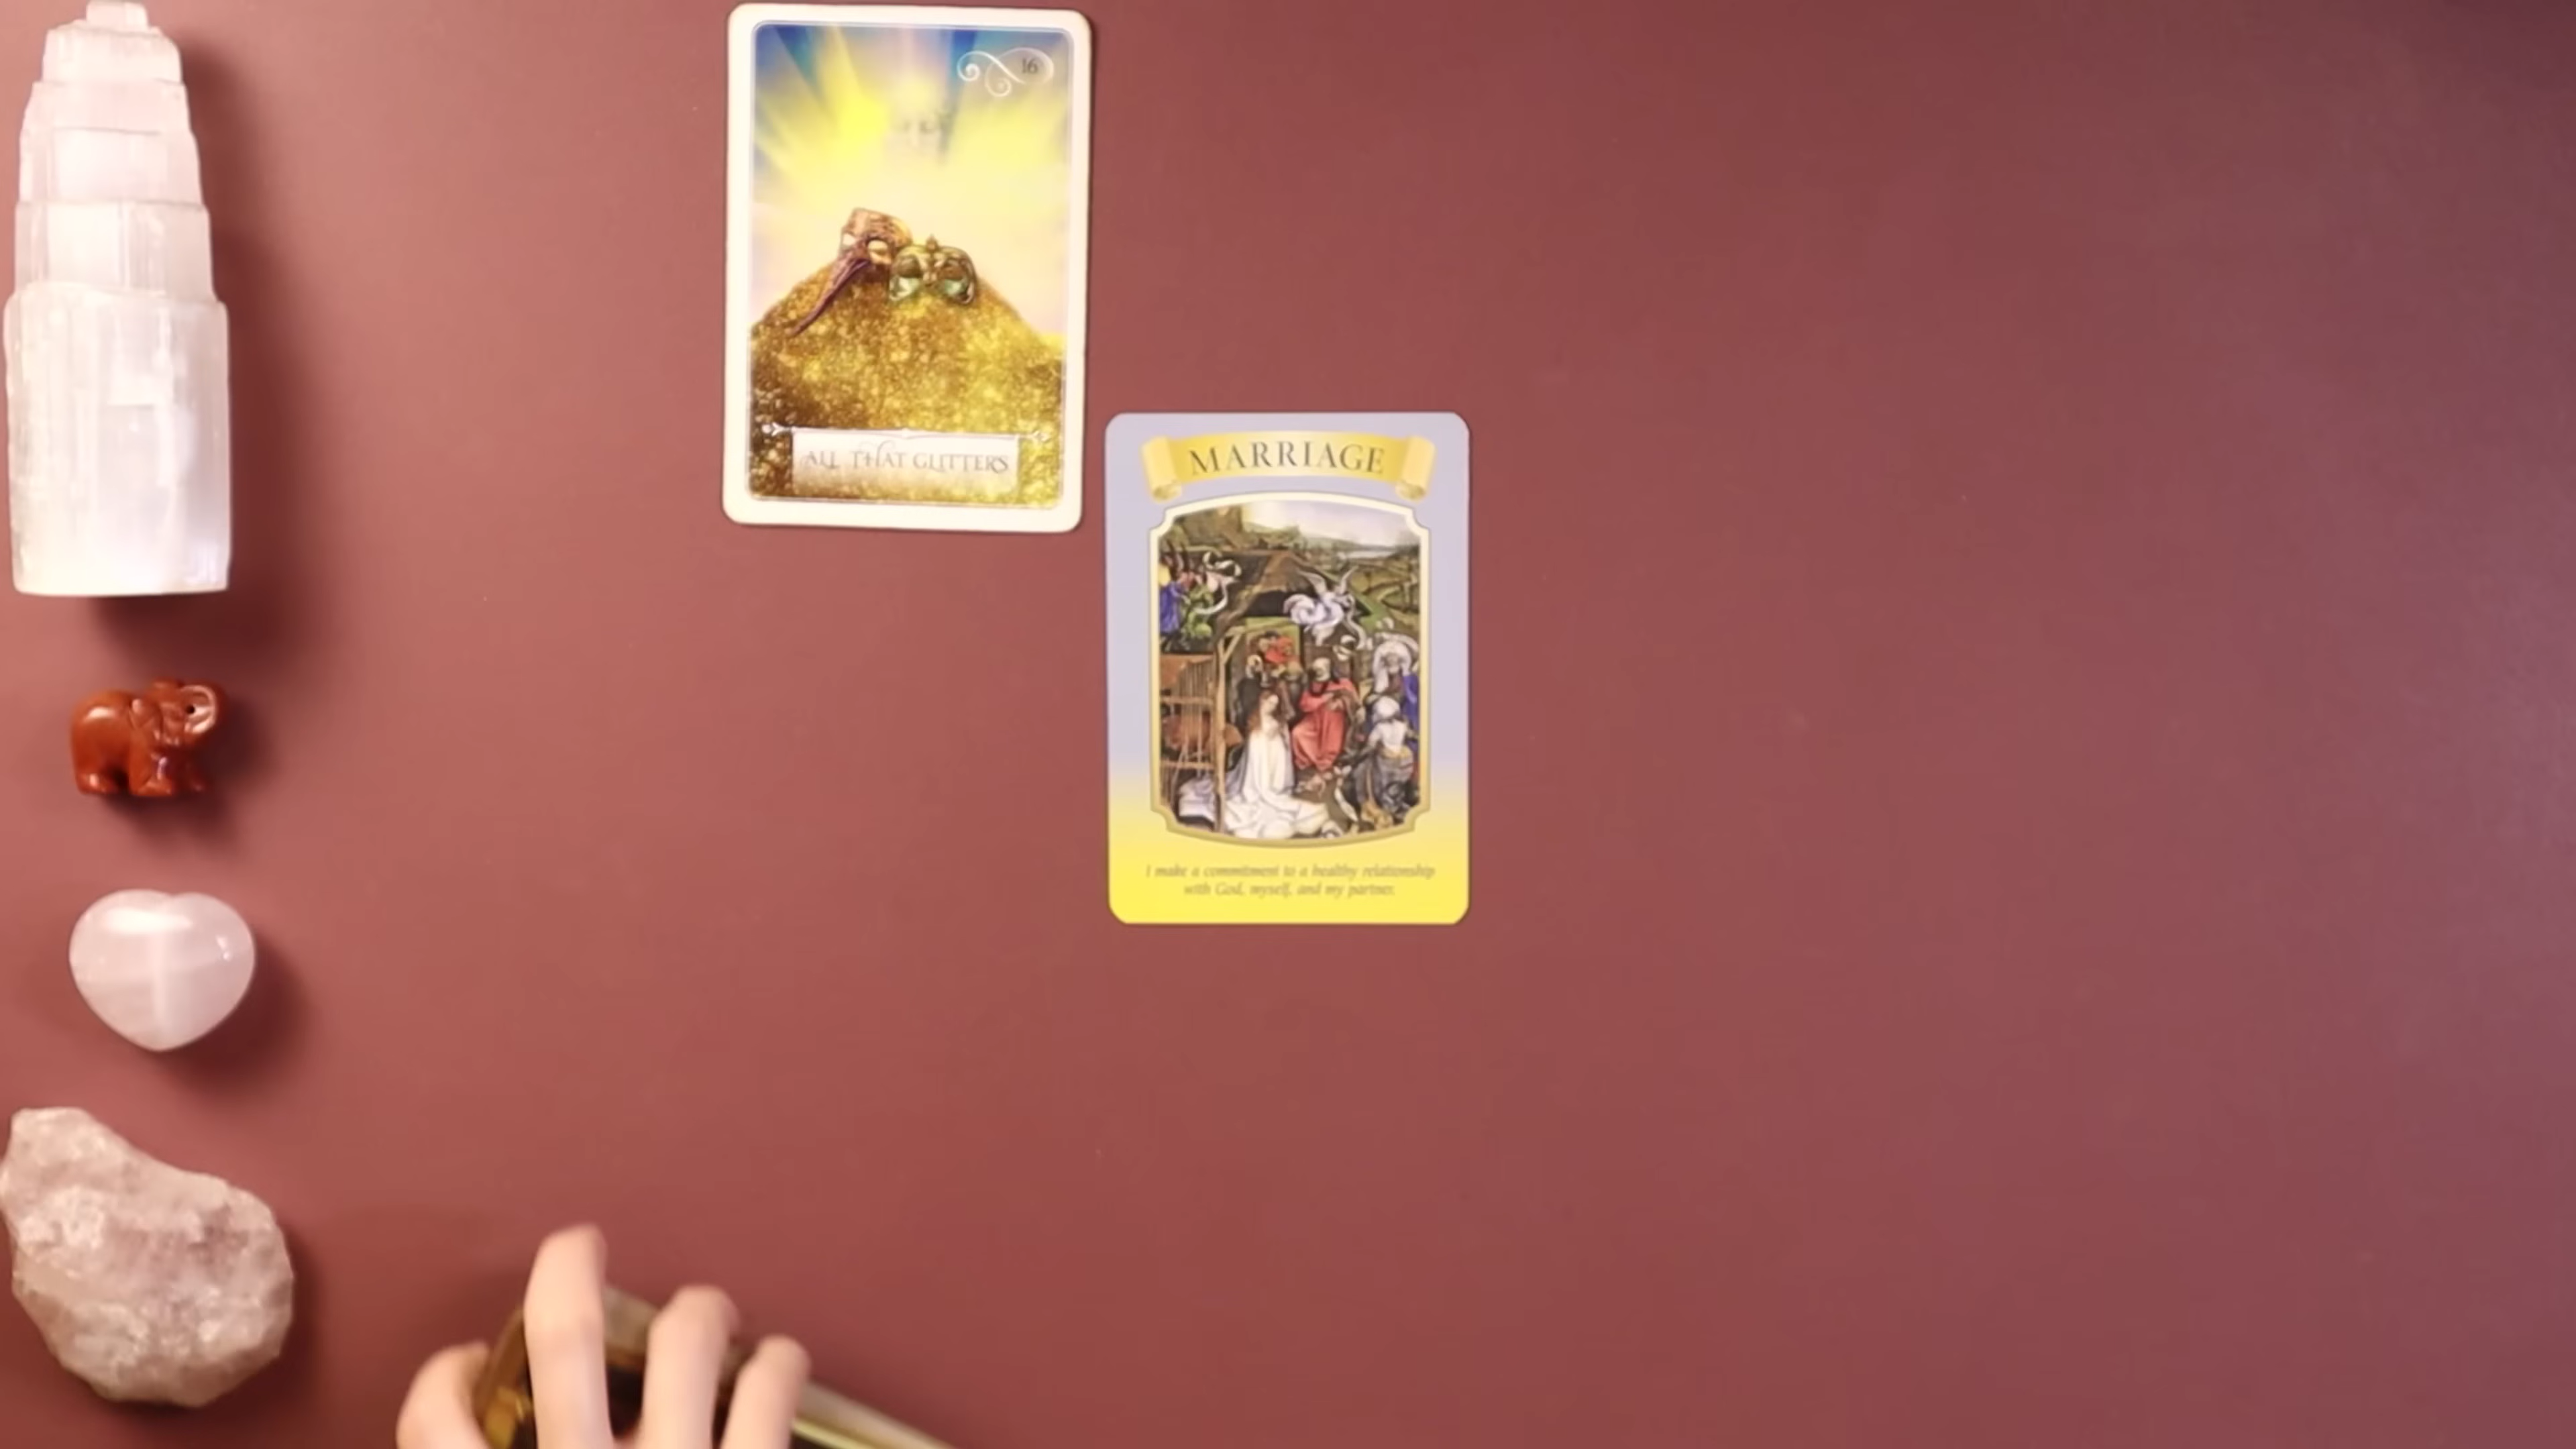 16
ALL THAT GLITTERS
MARRIAGE
I make a commitment to a healthy relationship
with God, myself, and my partner.